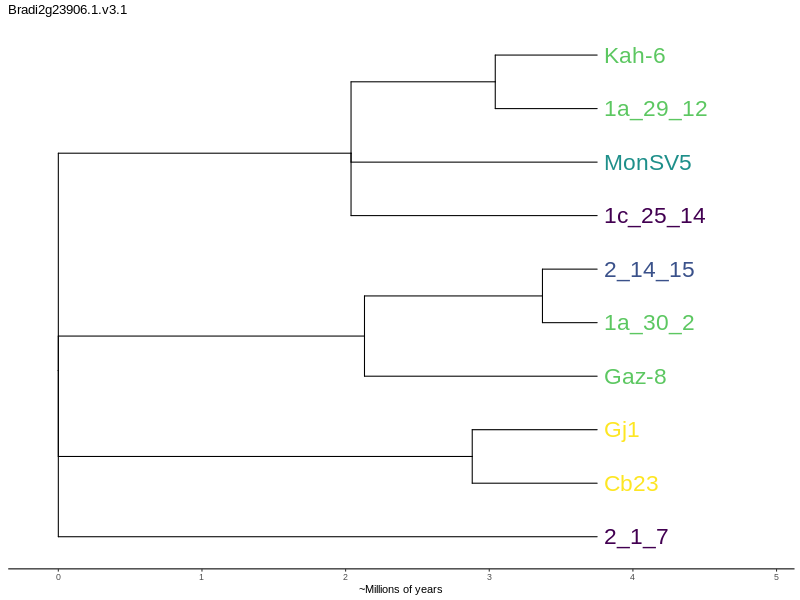 Bradi2g23906.1.v3.1
Kah-6
1a_29_12
MonSV5
1c_25_14
2_14_15
1a_30_2
Gaz-8
Gj1
Cb23
2_1_7
0 1 2 3 4 5
~Millions of years